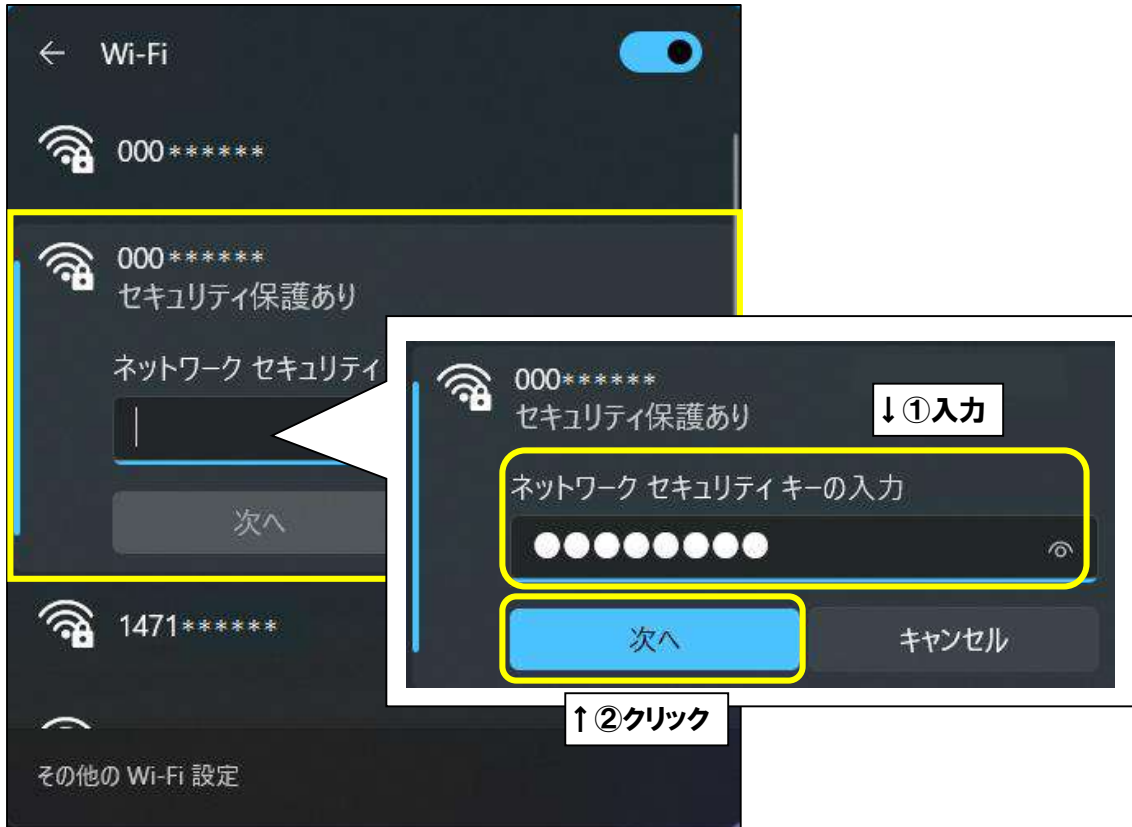 ← Wi-Fi
000******
000******
セキュリティ保護あり
ネットワーク セキュリティ
次へ
000******
セキュリティ保護あり
↓①入力
ネットワーク セキュリティ キーの入力
●●●●●●●●
次へ
キャンセル
↑②クリック
1471******
その他の Wi-Fi 設定